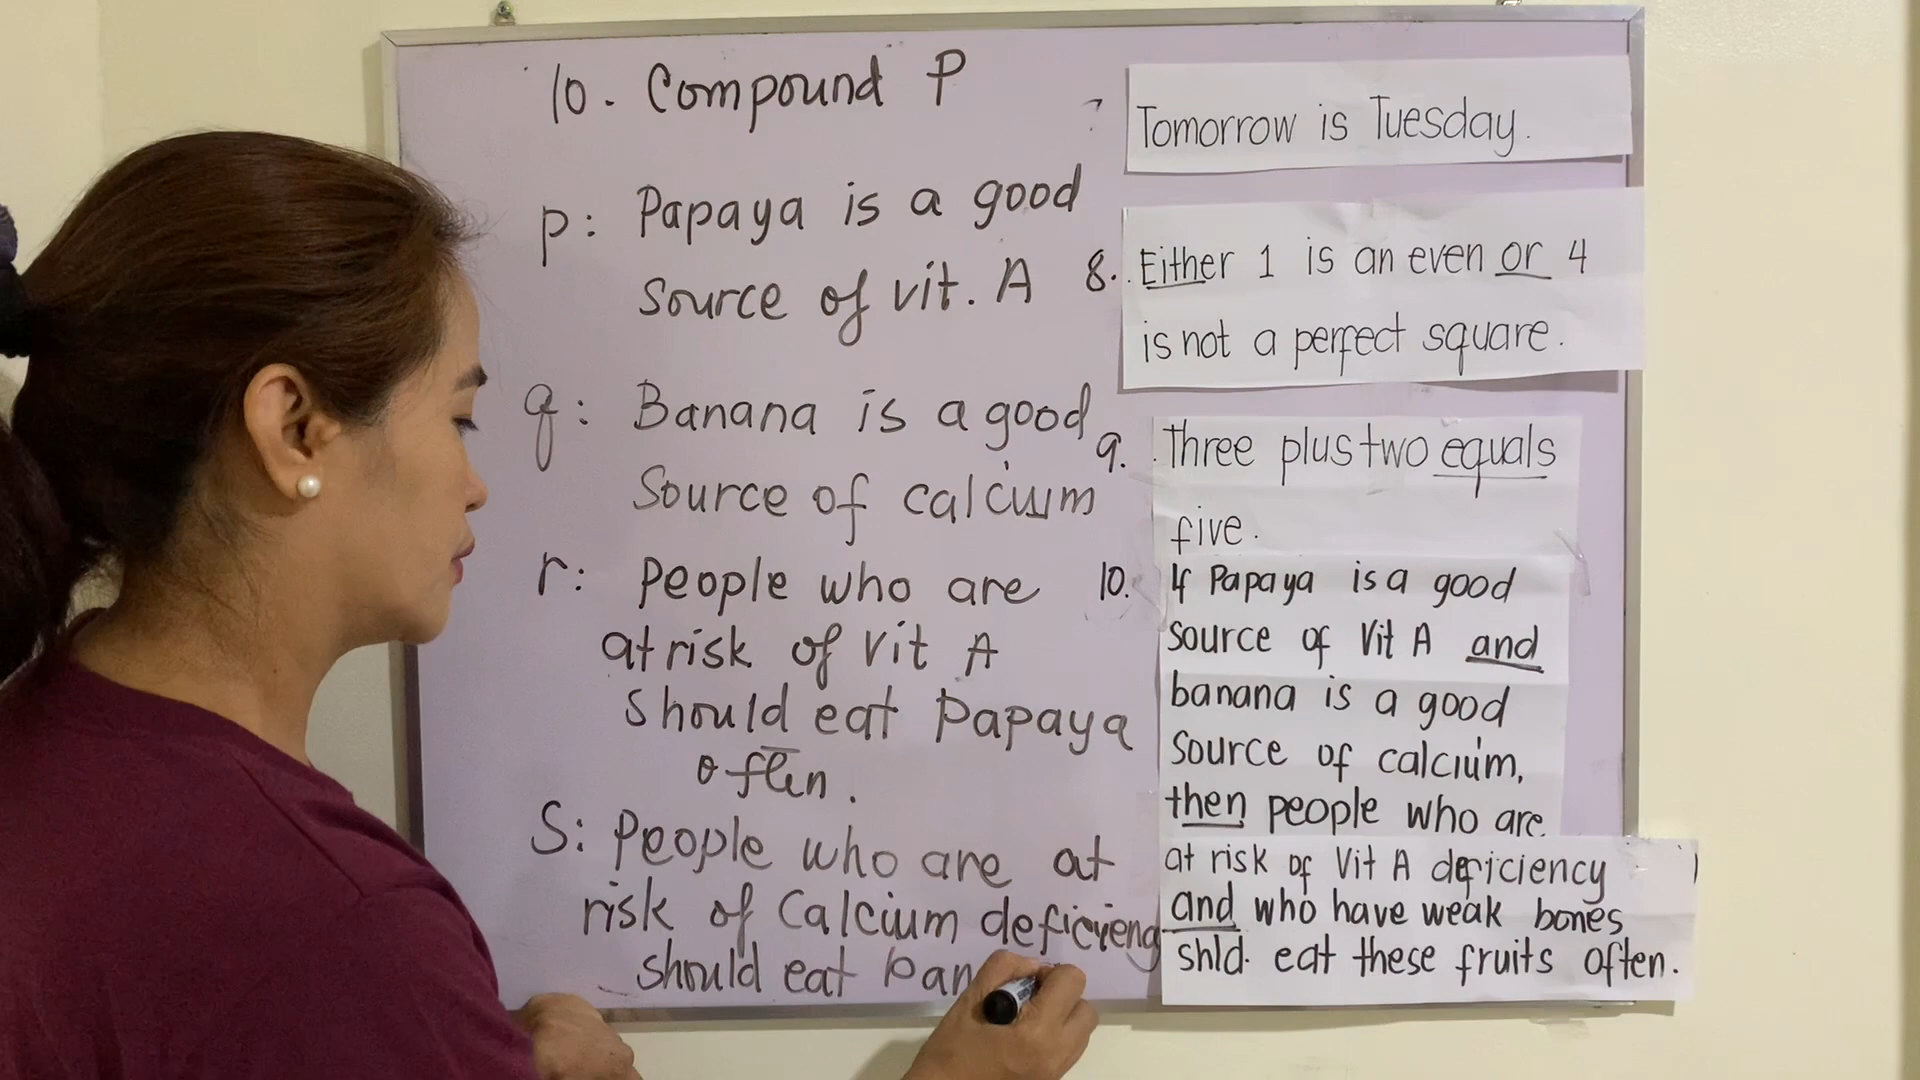 10. Compound P
p: Papaya is a good
source of vit. A
q: Banana is a good
Source of calcium
r: People who are
at risk of vit A
should eat papaya
often.
S: People who are at
risk of Calcium
should eat
Tomorrow is Tuesday.
8. Either 1 is an even or 4
is not a perfect square.
9. Three plus two equals
five.
10. If Papaya is a good
source of Vit A and
banana is a good
source of calcium,
then people who are
at risk of Vit A deficiency
and who have weak bones
shld. eat these fruits often.